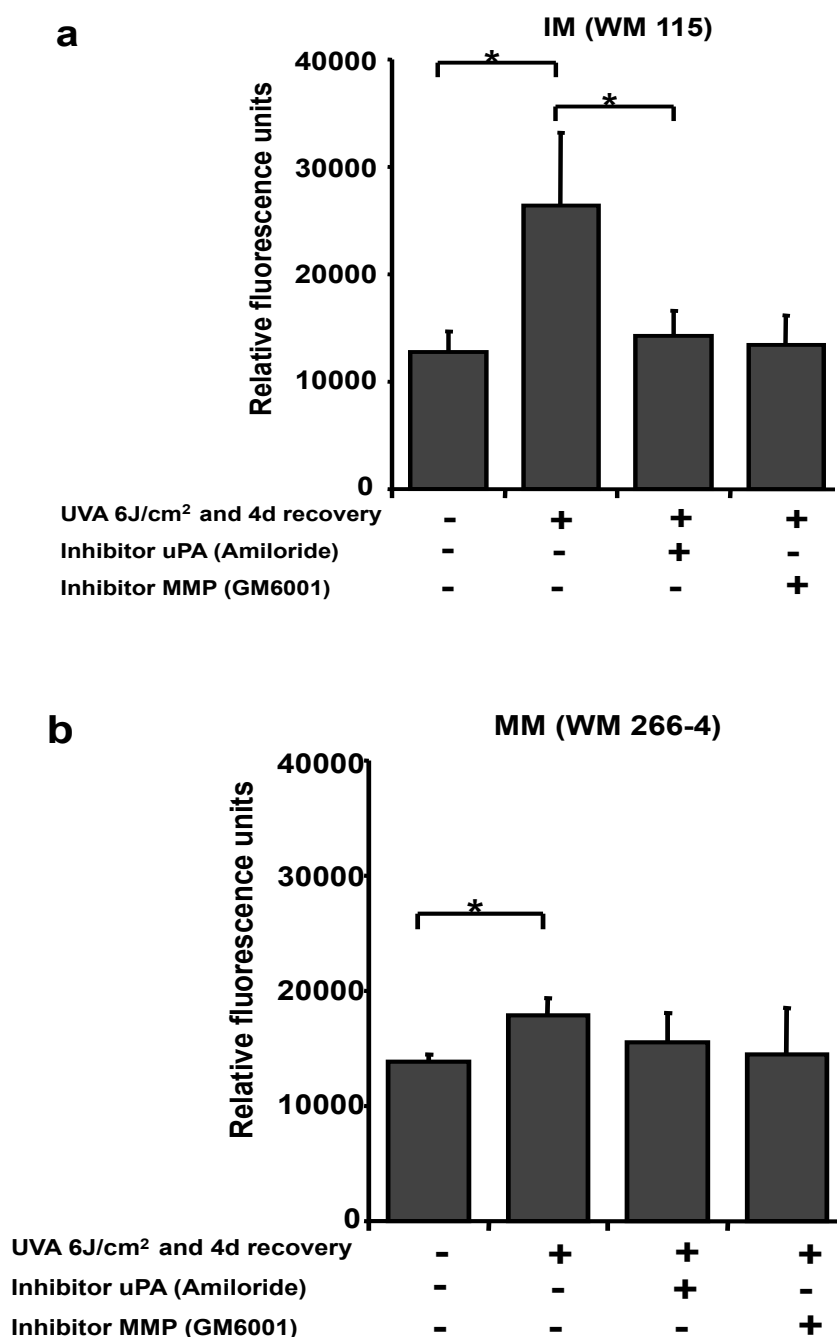 a
IM (WM 115)
*
*
Relative fluorescence units
40000
30000
20000
10000
0
UVA 6J/cm² and 4d recovery - + + +
Inhibitor uPA (Amiloride) - - + -
Inhibitor MMP (GM6001) - - - +
b
MM (WM 266-4)
*
Relative fluorescence units
40000
30000
20000
10000
0
UVA 6J/cm² and 4d recovery - + + +
Inhibitor uPA (Amiloride) - - + -
Inhibitor MMP (GM6001) - - - +